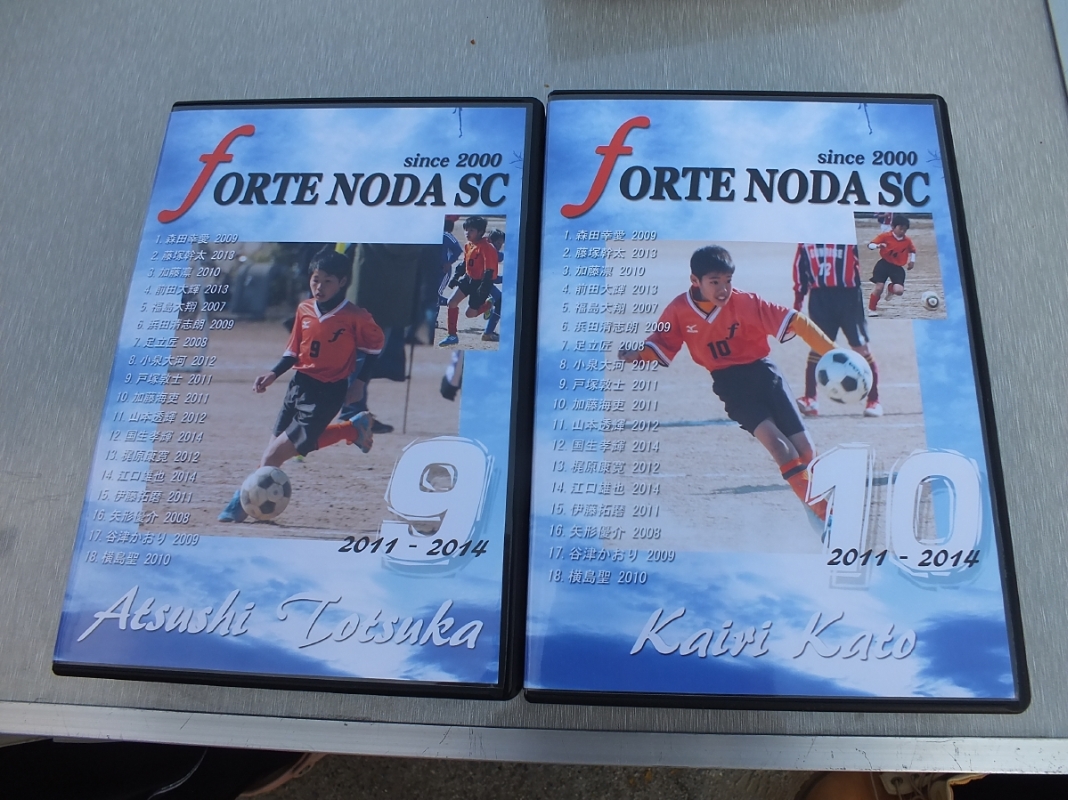 since 2000
fORTE NODA SC
1. 森田幸愛 2009
2. 藤塚幹太 2013
3. 加藤凛 2010
4. 前田大輝 2013
5. 福島大翔 2007
6. 浜田清志朗 2009
7. 足立匠 2008
8. 小泉大河 2012
9. 戸塚敦士 2011
10. 加藤海吏 2011
11. 山本透輝 2012
12. 国生孝輝 2014
13. 梶原康寛 2012
14. 江口雄也 2014
15. 伊藤拓磨 2011
16. 矢形優介 2008
17. 谷津かおり 2009
18. 横島聖 2010
f
9
9
2011 - 2014
Atsushi Totsuka
since 2000
fORTE NODA SC
1. 森田幸愛 2009
2. 藤塚幹太 2013
3. 加藤凛 2010
4. 前田大輝 2013
5. 福島大翔 2007
6. 浜田清志朗 2009
7. 足立匠 2008
8. 小泉大河 2012
9. 戸塚敦士 2011
10. 加藤海吏 2011
11. 山本透輝 2012
12. 国生孝輝 2014
13. 梶原康寛 2012
14. 江口雄也 2014
15. 伊藤拓磨 2011
16. 矢形優介 2008
17. 谷津かおり 2009
18. 横島聖 2010
f
10
10
2011 - 2014
Kairi Kato